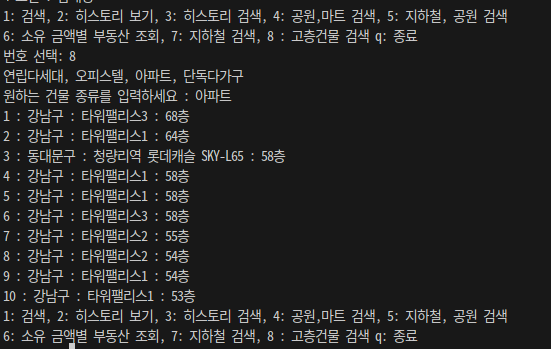 1: 검색, 2: 히스토리 보기, 3: 히스토리 검색, 4: 공원,마트 검색, 5: 지하철, 공원 검색
6: 소유 금액별 부동산 조회, 7: 지하철 검색, 8 : 고층건물 검색 q: 종료
번호 선택: 8
연립다세대, 오피스텔, 아파트, 단독다가구
원하는 건물 종류를 입력하세요 : 아파트
1 : 강남구 : 타워팰리스3 : 68층
2 : 강남구 : 타워팰리스1 : 64층
3 : 동대문구 : 청량리역 롯데캐슬 SKY-L65 : 58층
4 : 강남구 : 타워팰리스1 : 58층
5 : 강남구 : 타워팰리스1 : 58층
6 : 강남구 : 타워팰리스3 : 58층
7 : 강남구 : 타워팰리스2 : 55층
8 : 강남구 : 타워팰리스2 : 54층
9 : 강남구 : 타워팰리스1 : 54층
10 : 강남구 : 타워팰리스1 : 53층
1: 검색, 2: 히스토리 보기, 3: 히스토리 검색, 4: 공원,마트 검색, 5: 지하철, 공원 검색
6: 소유 금액별 부동산 조회, 7: 지하철 검색, 8 : 고층건물 검색 q: 종료